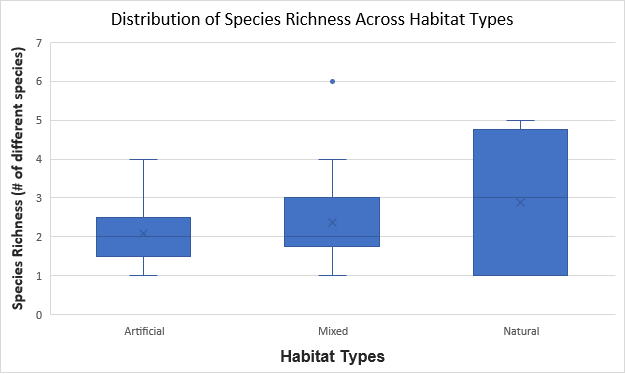 Distribution of Species Richness Across Habitat Types
Species Richness (# of different species)
7
6
5
4
3
2
1
0
Artificial Mixed Natural
Habitat Types